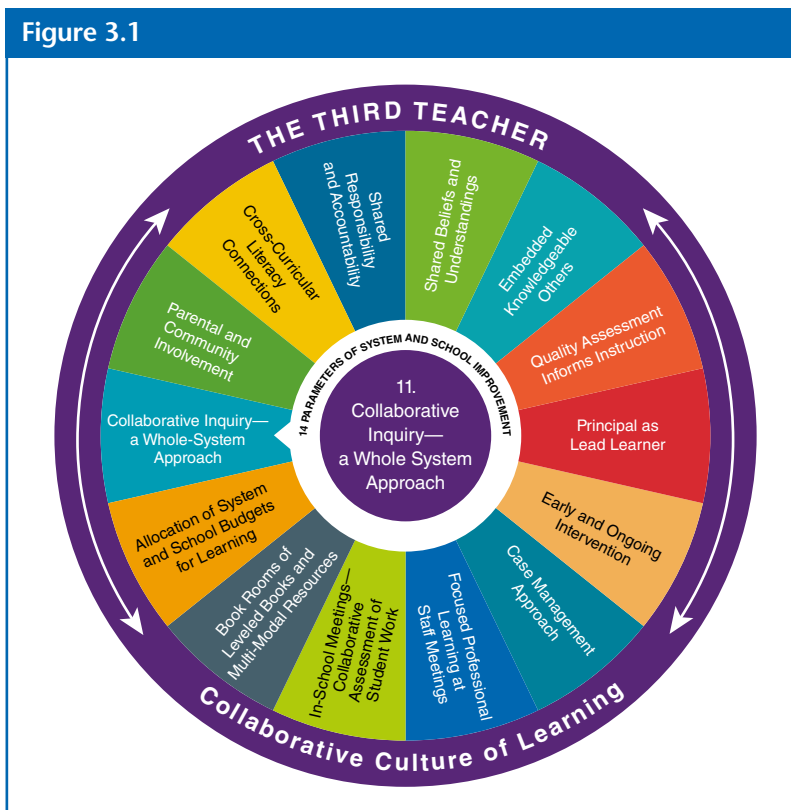 Figure 3.1
THE THIRD TEACHER
Shared Beliefs and
Understandings
Embedded
Knowledgeable
Others
Quality Assessment
Informs Instruction
Principal as
Lead Learner
Early and Ongoing
Intervention
Case Management
Approach
Focused Professional
Learning at
Staff Meetings
In-School Meetings—
Collaborative
Assessment of
Student Work
Book Rooms of
Leveled Books and
Multi-Modal Resources
Allocation of System
and School Budgets
for Learning
Collaborative Inquiry—
a Whole-System
Approach
Parental and
Community
Involvement
Cross-Curricular
Literacy
Connections
Shared
Responsibility
and Accountability
14 PARAMETERS OF SYSTEM AND SCHOOL IMPROVEMENT
11.
Collaborative
Inquiry—
a Whole System
Approach
Collaborative Culture of Learning